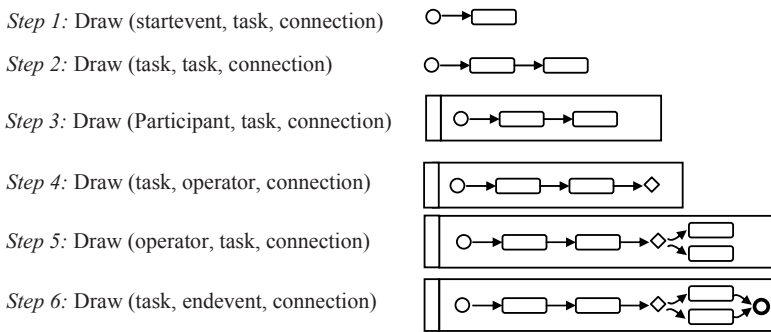 Step 1: Draw (startevent, task, connection)
Step 2: Draw (task, task, connection)
Step 3: Draw (Participant, task, connection)
Step 4: Draw (task, operator, connection)
Step 5: Draw (operator, task, connection)
Step 6: Draw (task, endevent, connection)